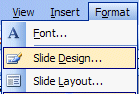 View Insert Format
Font...
Slide Design...
Slide Layout...